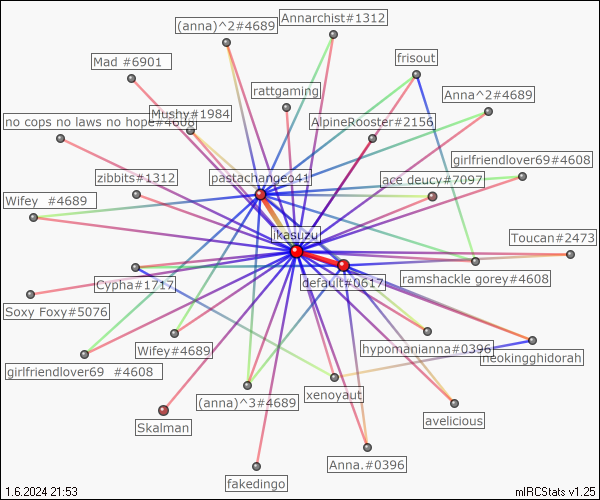 Annarchist#1312
(anna)^2#4689
frisout
Mad #6901
rattgaming
Anna^2#4689
Mushy#1984
no cops no laws no hope#4608
AlpineRooster#2156
girlfriendlover69#4608
zibbits#1312
pastachangeo41
ace deucy#7097
Wifey  #4689
ikasuzu
Toucan#2473
Cypha#1717
default#0617
ramshackle gorey#4608
Soxy Foxy#5076
Wifey#4689
hypomanianna#0396
neokingghidorah
girlfriendlover69  #4608
(anna)^3#4689
xenoyaut
Skalman
avelicious
Anna.#0396
fakedingo
1.6.2024 21:53
mIRCStats v1.25